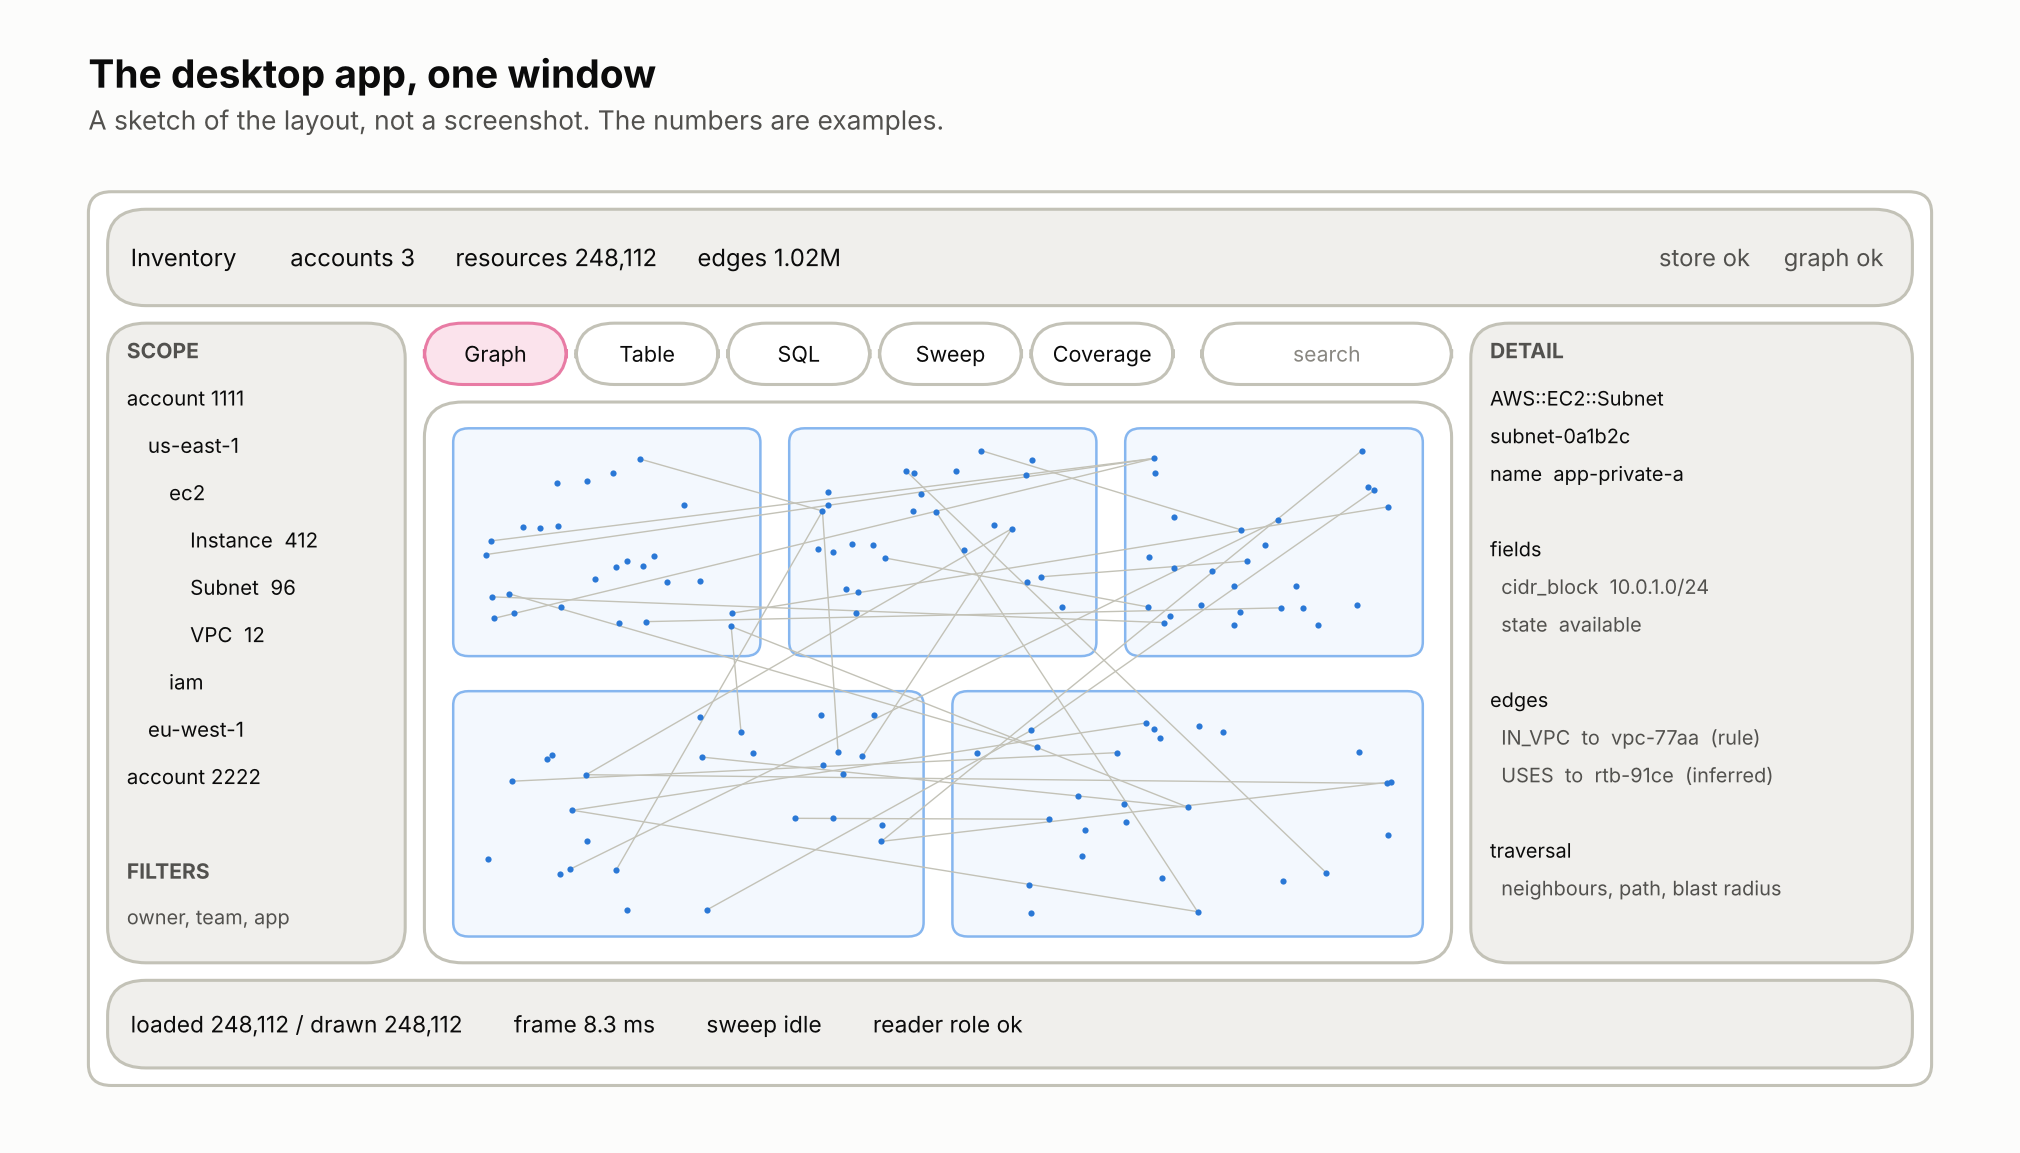 The desktop app, one window
A sketch of the layout, not a screenshot. The numbers are examples.
Inventory accounts 3 resources 248,112 edges 1.02M store ok graph ok
SCOPE
account 1111
us-east-1
ec2
Instance 412
Subnet 96
VPC 12
iam
eu-west-1
account 2222
FILTERS
owner, team, app
Graph Table SQL Sweep Coverage search
DETAIL
AWS::EC2::Subnet
subnet-0a1b2c
name app-private-a
fields
cidr_block 10.0.1.0/24
state available
edges
IN_VPC to vpc-77aa (rule)
USES to rtb-91ce (inferred)
traversal
neighbours, path, blast radius
loaded 248,112 / drawn 248,112 frame 8.3 ms sweep idle reader role ok